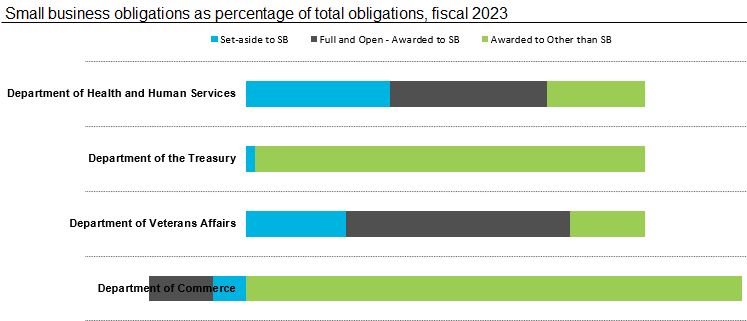 Small business obligations as percentage of total obligations, fiscal 2023
Set-aside to SB Full and Open - Awarded to SB Awarded to Other than SB
Department of Health and Human Services
Department of the Treasury
Department of Veterans Affairs
Department of Commerce